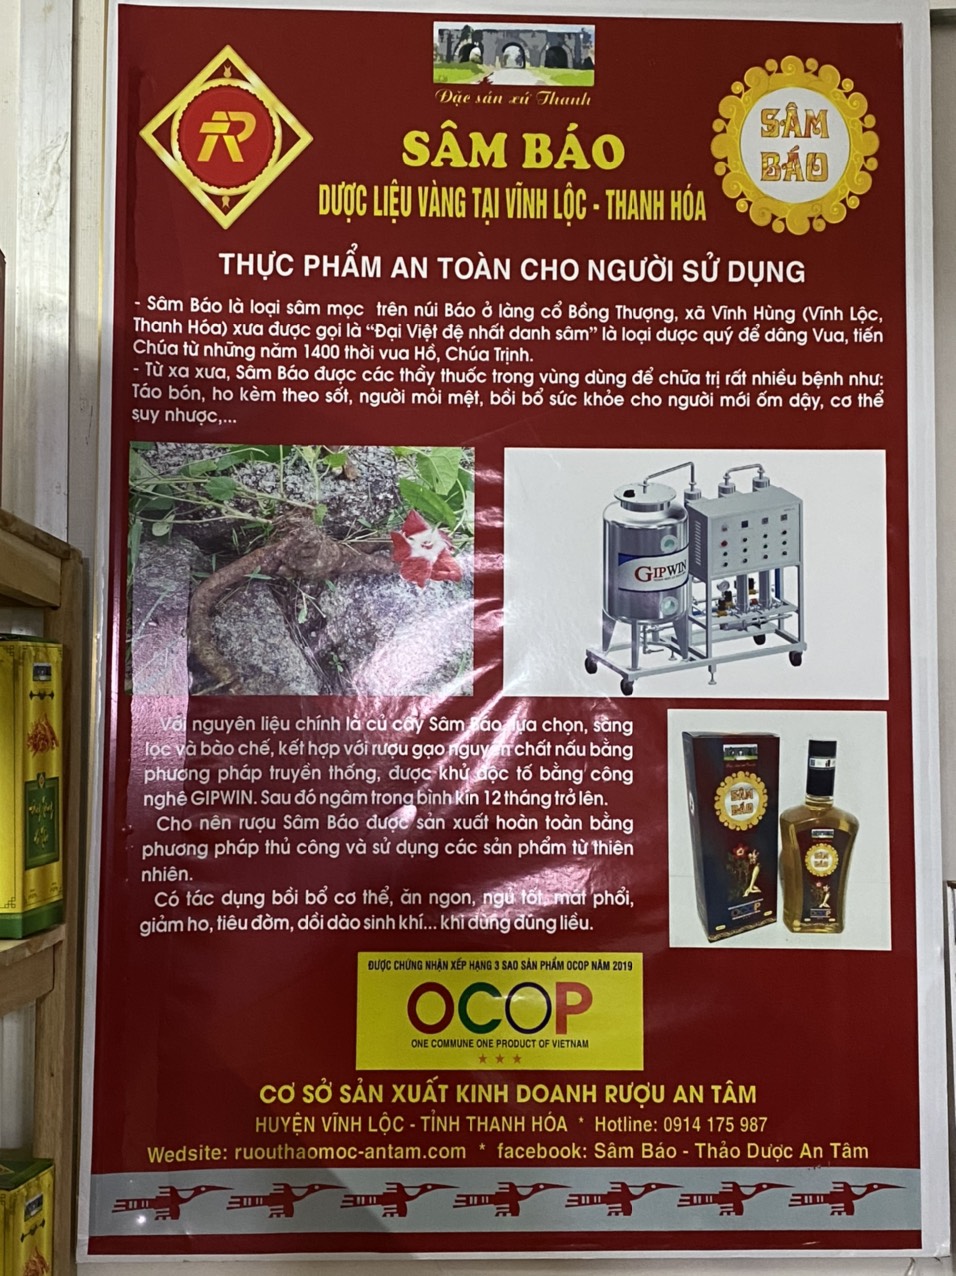 Đặc sản xứ Thanh
SÂM BÁO
SÂM
BÁO
DƯỢC LIỆU VÀNG TẠI VĨNH LỘC - THANH HÓA
THỰC PHẨM AN TOÀN CHO NGƯỜI SỬ DỤNG
- Sâm Báo là loại sâm mọc trên núi Báo ở làng cổ Bồng Thượng, xã Vĩnh Hùng (Vĩnh Lộc,
Thanh Hóa) xưa được gọi là “Đại Việt đệ nhất danh sâm” là loại dược quý để dâng Vua, tiến
Chúa từ những năm 1400 thời vua Hồ, Chúa Trịnh.
- Từ xa xưa, Sâm Báo được các thầy thuốc trong vùng dùng để chữa trị rất nhiều bệnh như:
Táo bón, ho kèm theo sốt, người mỏi mệt, bồi bổ sức khỏe cho người mới ốm dậy, cơ thể
suy nhược,...
GIPWIN
Với nguyên liệu chính là củ cây Sâm Báo lựa chọn, sàng
lọc và bào chế, kết hợp với rượu gạo nguyên chất nấu bằng
phương pháp truyền thống, được khử độc tố bằng công
nghệ GIPWIN. Sau đó ngâm trong bình kín 12 tháng trở lên.
Cho nên rượu Sâm Báo được sản xuất hoàn toàn bằng
phương pháp thủ công và sử dụng các sản phẩm từ thiên
nhiên.
Có tác dụng bồi bổ cơ thể, ăn ngon, ngủ tốt, mát phổi,
giảm ho, tiêu đờm, dồi dào sinh khí... khi dùng đúng liều.
SÂM
BÁO
OCOP
SÂM
BÁO
OCOP
ĐƯỢC CHỨNG NHẬN XẾP HẠNG 3 SAO SẢN PHẨM OCOP NĂM 2019
OCOP
ONE COMMUNE ONE PRODUCT OF VIETNAM
CƠ SỞ SẢN XUẤT KINH DOANH RƯỢU AN TÂM
HUYỆN VĨNH LỘC - TỈNH THANH HÓA * Hotline: 0914 175 987
Wedsite: ruouthaomoc-antam.com * facebook: Sâm Báo - Thảo Dược An Tâm